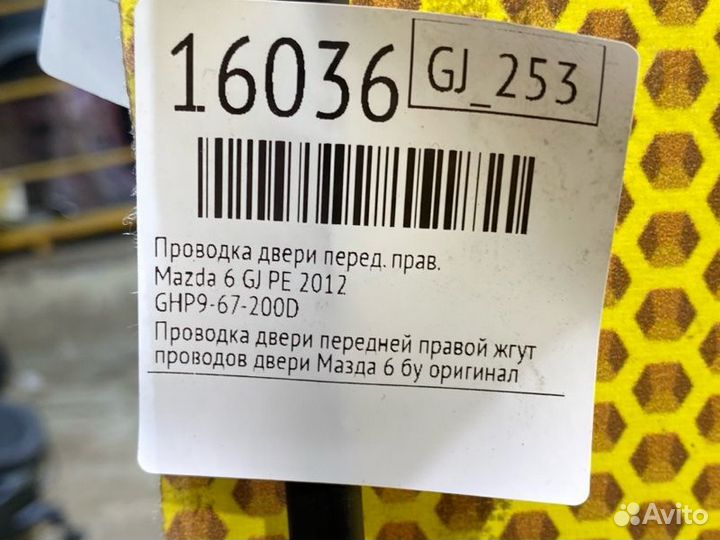 16036
GJ_253
Проводка двери перед. прав.
Mazda 6 GJ PE 2012
GHP9-67-200D
Проводка двери передней правой жгут
проводов двери Мазда 6 бу оригинал
Avito